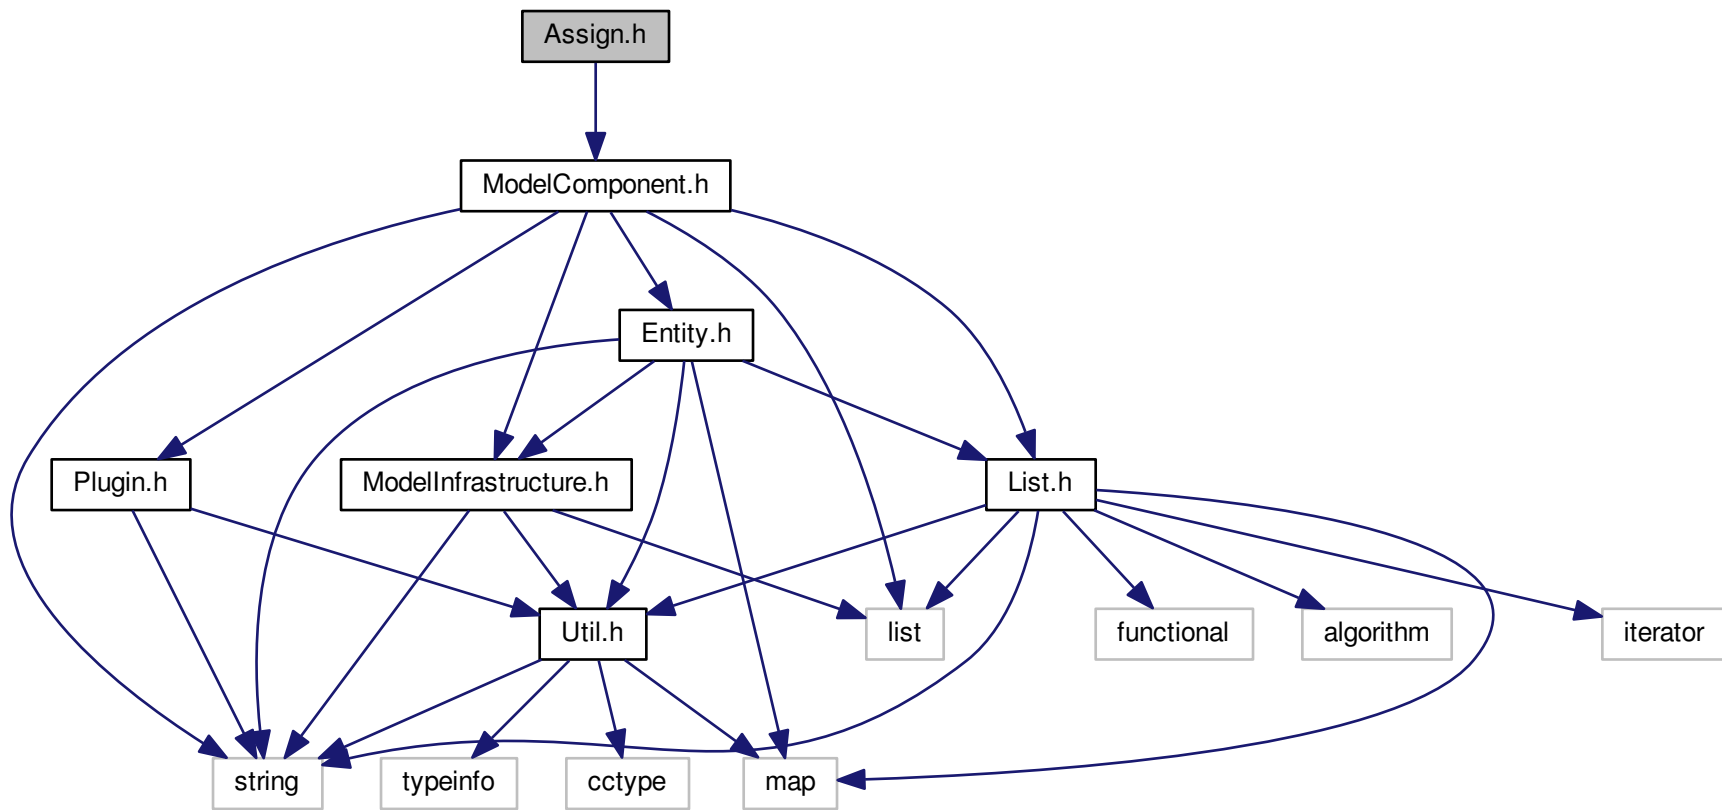 Assign.h
ModelComponent.h
Entity.h
Plugin.h
ModelInfrastructure.h
List.h
Util.h
list
functional
algorithm
iterator
string
typeinfo
cctype
map